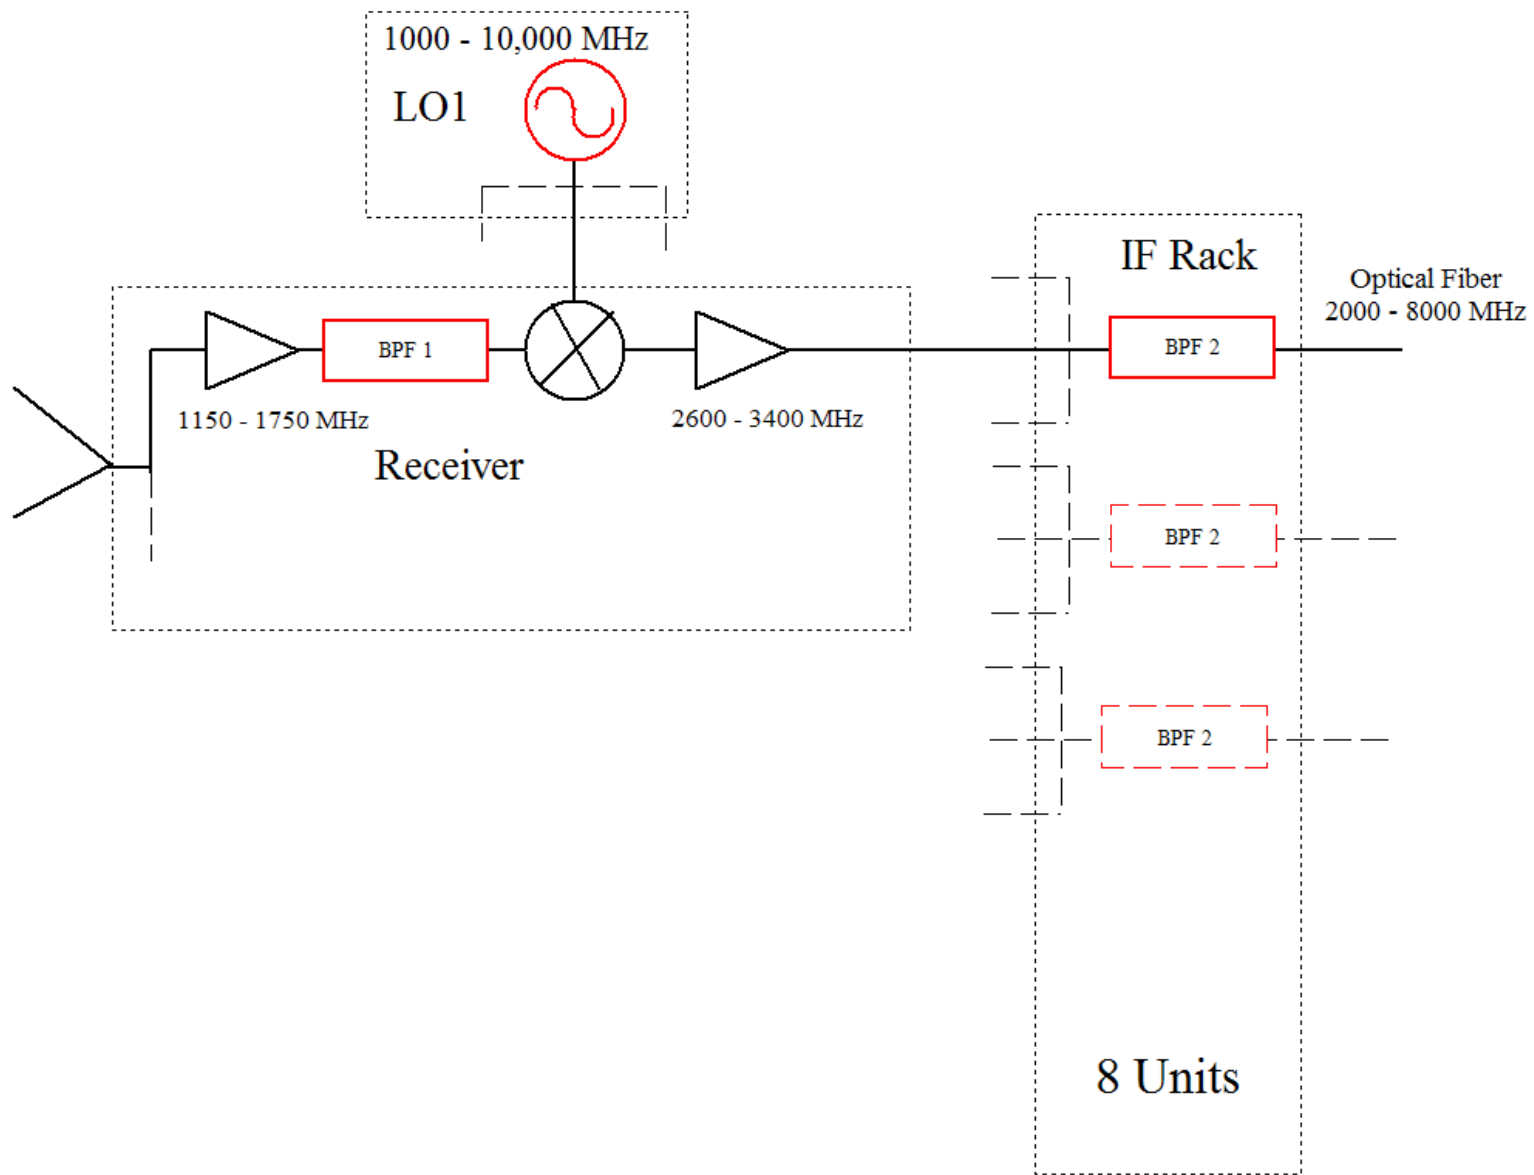 1000 - 10,000 MHz
LO1
IF Rack
Optical Fiber
2000 - 8000 MHz
BPF 1
BPF 2
1150 - 1750 MHz
2600 - 3400 MHz
Receiver
BPF 2
BPF 2
8 Units